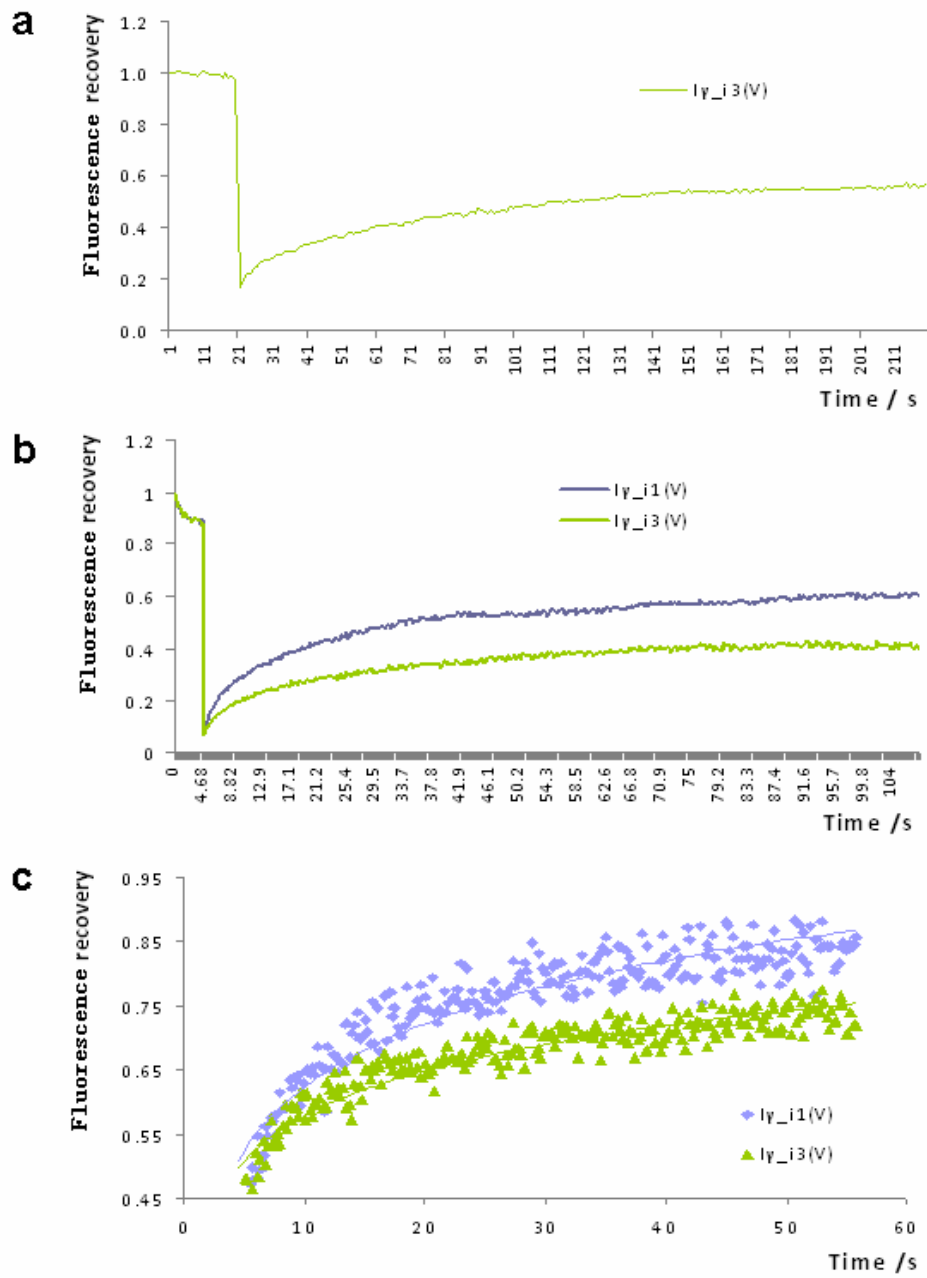 a
Fluorescence recovery
1.2
1.0
0.8
0.6
0.4
0.2
0.0
Iγ_i3(V)
1 11 21 31 41 51 61 71 81 91 101 111 121 131 141 151 161 171 181 191 201 211
Time / s
b
Fluorescence recovery
1.2
1
0.8
0.6
0.4
0.2
0
Iγ_i1(V)
Iγ_i3(V)
0 4.68 8.82 12.9 17.1 21.2 25.4 29.5 33.7 37.8 41.9 46.1 50.2 54.3 58.5 62.6 66.8 70.9 75 79.2 83.3 87.4 91.6 95.7 99.8 104
Time /s
c
Fluorescence recovery
0.95
0.85
0.75
0.65
0.55
0.45
Iγ_i1(V)
Iγ_i3(V)
0 10 20 30 40 50 60
Time /s